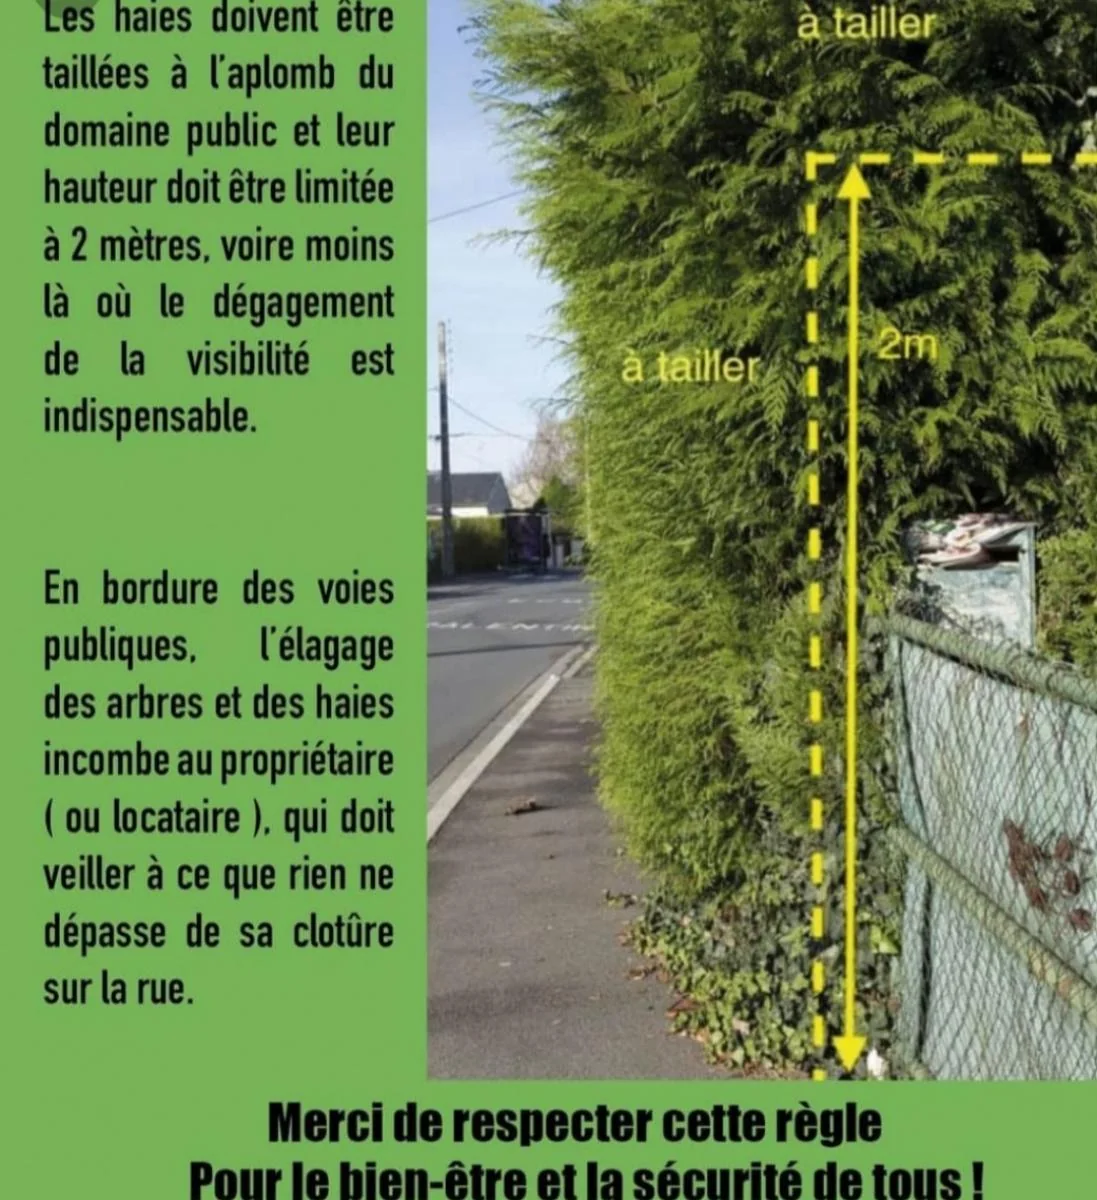 Les haies doivent être
taillées à l'aplomb du
domaine public et leur
hauteur doit être limitée
à 2 mètres, voire moins
là où le dégagement
de la visibilité est
indispensable.
En bordure des voies
publiques, l'élagage
des arbres et des haies
incombe au propriétaire
( ou locataire ), qui doit
veiller à ce que rien ne
dépasse de sa clotûre
sur la rue.
à tailler
à tailler
2m
Merci de respecter cette règle
Pour le bien-être et la sécurité de tous !